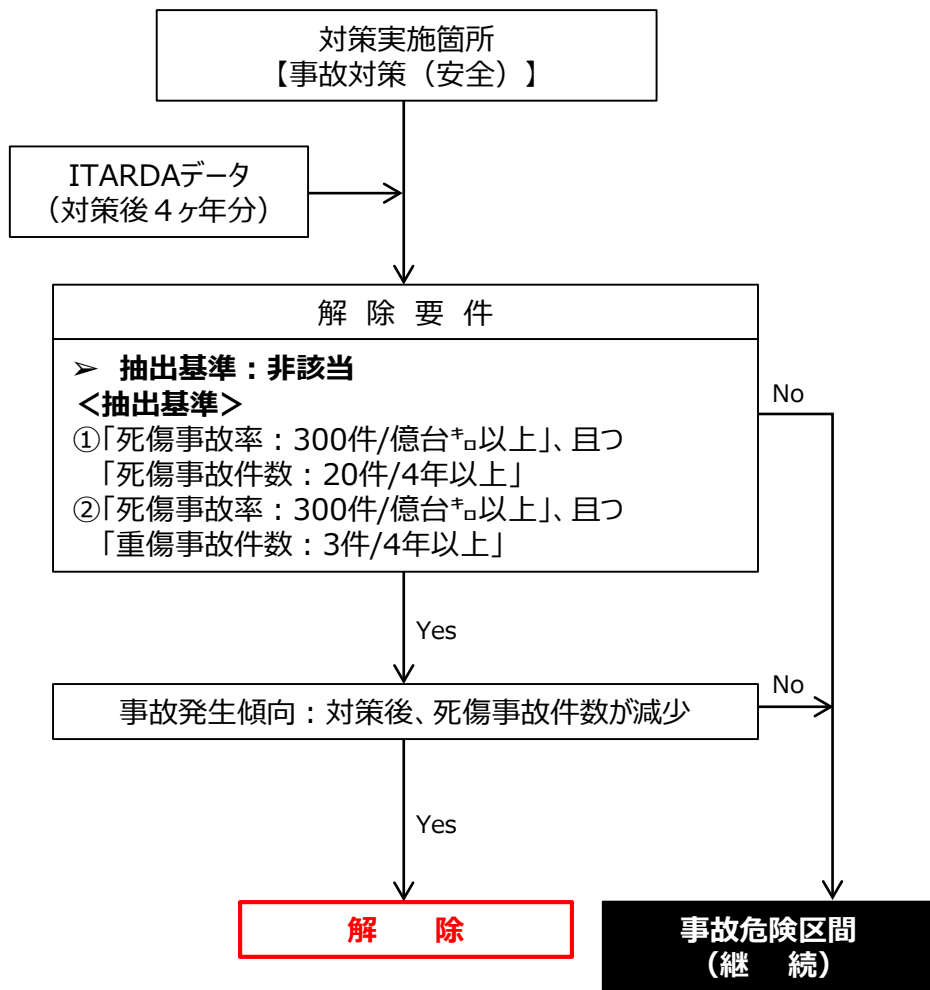 対策実施箇所
【事故対策（安全）】
ITARDAデータ
（対策後４ヶ年分）
解 除 要 件
➢ 抽出基準：非該当
＜抽出基準＞
①「死傷事故率：300件/億台㌔以上」、且つ
「死傷事故件数：20件/4年以上」
②「死傷事故率：300件/億台㌔以上」、且つ
「重傷事故件数：3件/4年以上」
No
Yes
事故発生傾向：対策後、死傷事故件数が減少
No
Yes
解　除
事故危険区間
（継　続）